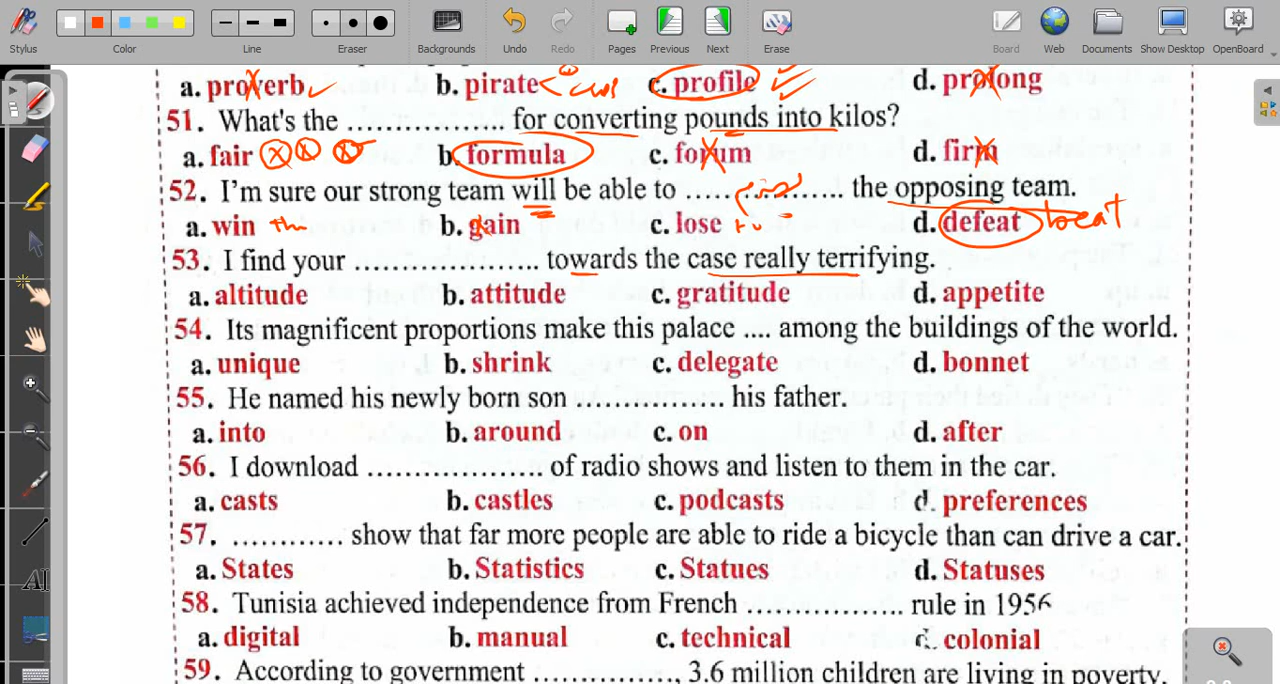 Stylus Color Line Eraser Backgrounds Undo Redo Pages Previous Next Erase Board Web Documents Show Desktop OpenBoard
a. proverb b. pirate c. profile d. prolong
51. What's the ................. for converting pounds into kilos?
a. fair b. formula c. forum d. firm
52. I'm sure our strong team will be able to ................. the opposing team.
a. win b. gain c. lose d. defeat beat
53. I find your .................... towards the case really terrifying.
a. altitude b. attitude c. gratitude d. appetite
54. Its magnificent proportions make this palace .... among the buildings of the world.
a. unique b. shrink c. delegate d. bonnet
55. He named his newly born son ................ his father.
a. into b. around c. on d. after
56. I download ................... of radio shows and listen to them in the car.
a. casts b. castles c. podcasts d. preferences
57. ............ show that far more people are able to ride a bicycle than can drive a car.
a. States b. Statistics c. Statues d. Statuses
58. Tunisia achieved independence from French ................. rule in 1956
a. digital b. manual c. technical d. colonial
59. According to government ..............., 3.6 million children are living in poverty.